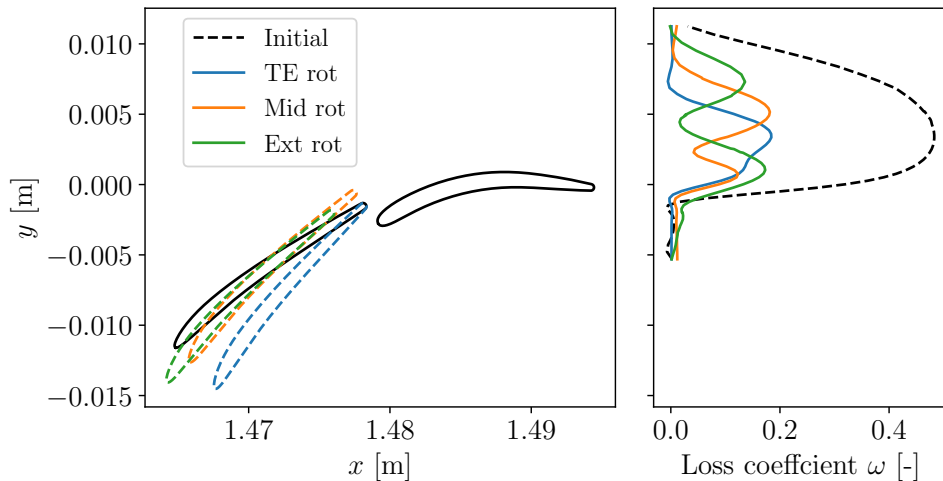 0.010
0.005
0.000
−0.005
−0.010
−0.015
y [m]
Initial
TE rot
Mid rot
Ext rot
1.47
1.48
1.49
x [m]
0.0
0.2
0.4
Loss coeffcient ω [-]